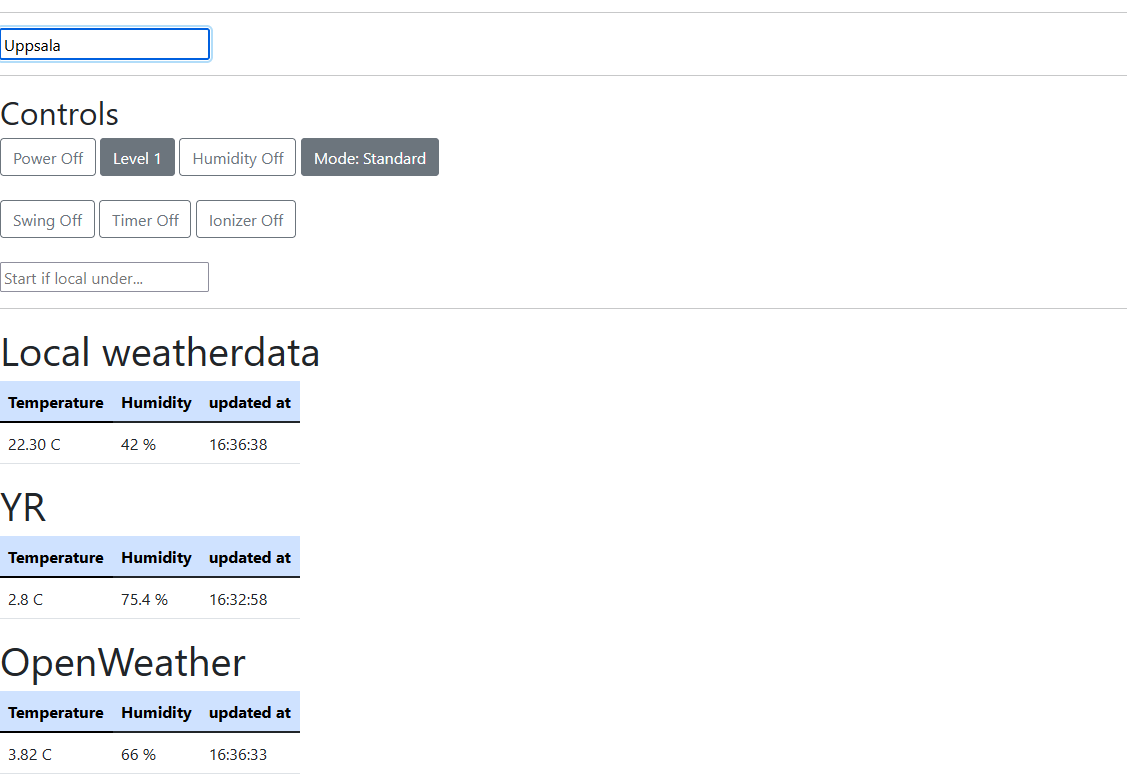 Uppsala
Controls
Power Off Level 1 Humidity Off Mode: Standard
Swing Off Timer Off Ionizer Off
Start if local under...
Local weatherdata
Temperature Humidity updated at
22.30 C 42 % 16:36:38
YR
Temperature Humidity updated at
2.8 C 75.4 % 16:32:58
OpenWeather
Temperature Humidity updated at
3.82 C 66 % 16:36:33